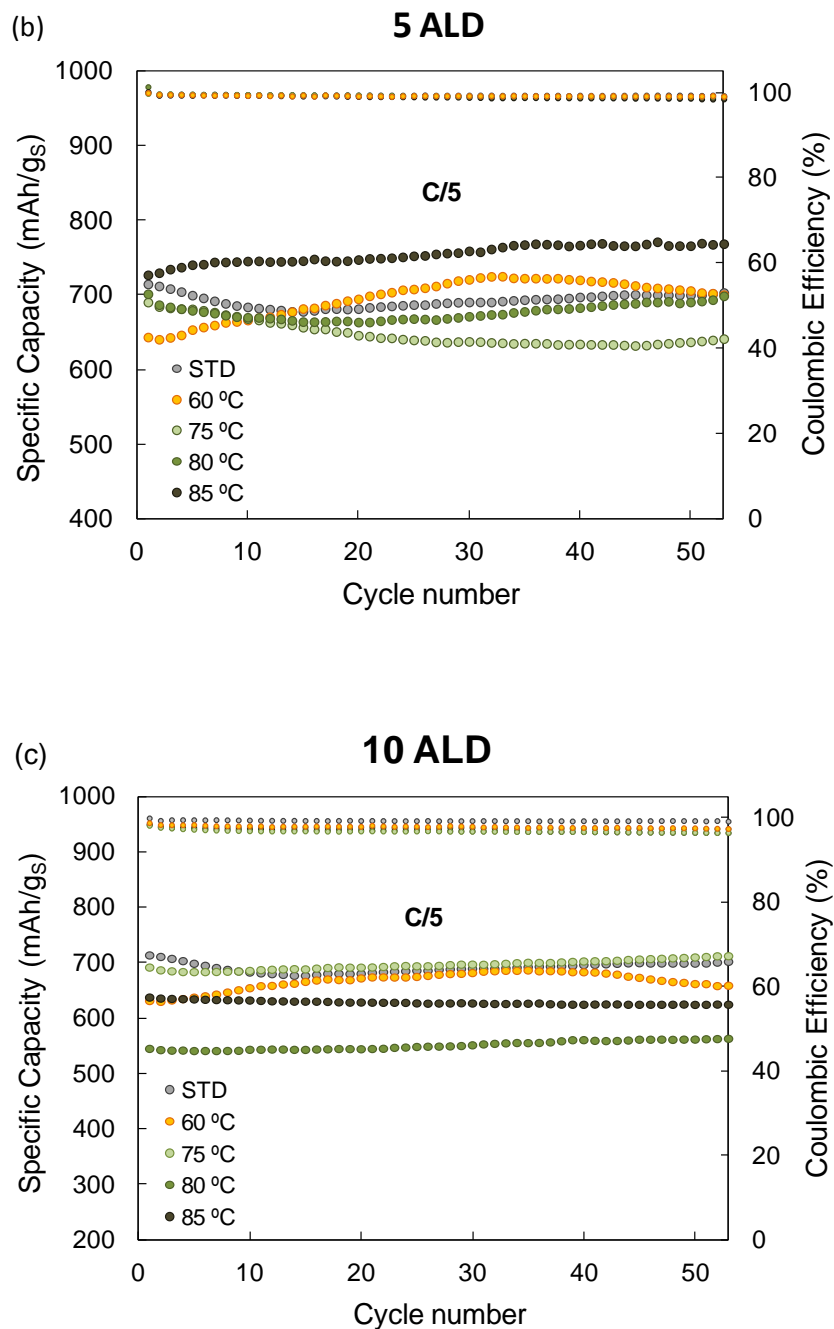 (b)
5 ALD
1000
900
800
700
600
500
400
Specific Capacity (mAh/gS)
C/5
STD
60 ºC
75 ºC
80 ºC
85 ºC
100
80
60
40
20
0
Coulombic Efficiency (%)
0 10 20 30 40 50
Cycle number
(c)
10 ALD
1000
900
800
700
600
500
400
300
200
Specific Capacity (mAh/gS)
C/5
STD
60 ºC
75 ºC
80 ºC
85 ºC
100
80
60
40
20
0
Coulombic Efficiency (%)
0 10 20 30 40 50
Cycle number